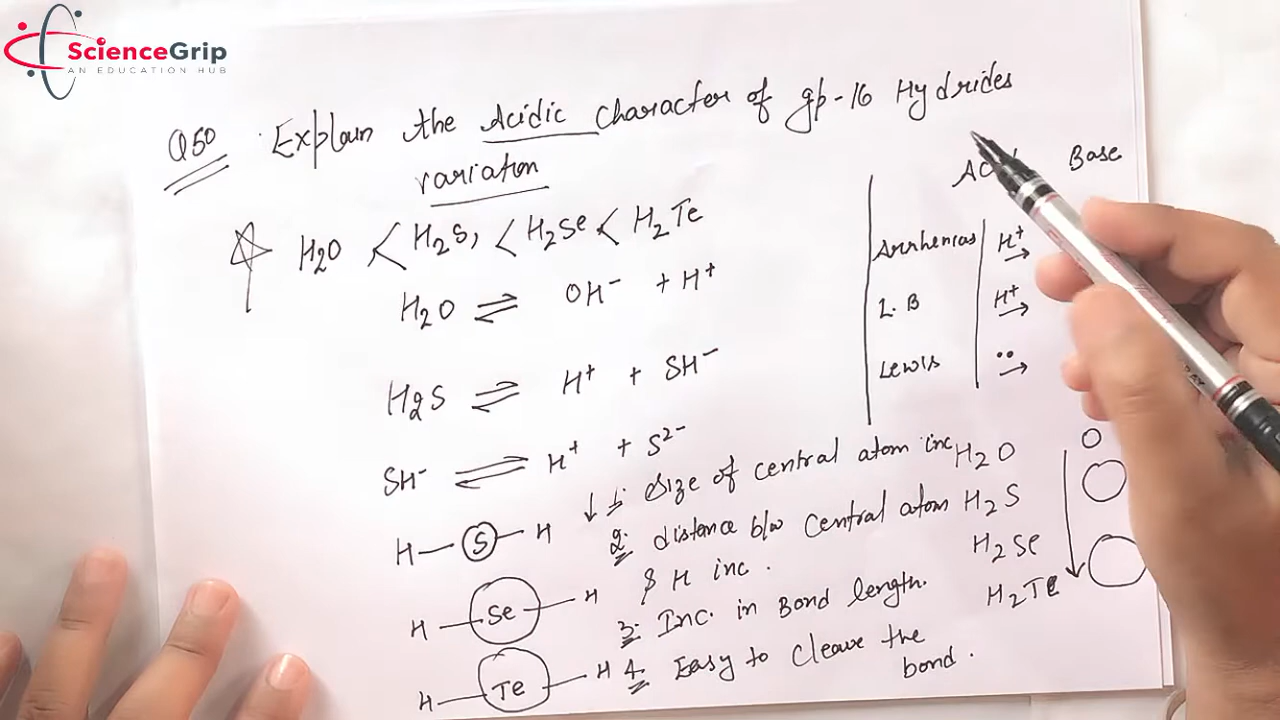 ScienceGrip
AN EDUCATION HUB
Q50 Explain the Acidic Character of gp-16 Hydrides
variation
Base
H2O < H2S, < H2Se < H2Te
H2O ⇌ OH⁻ + H⁺
H2S ⇌ H⁺ + SH⁻
SH⁻ ⇌ H⁺ + S²⁻
Arrhenias H⁺ →
L.B H⁺ →
Lewis •• →
H—S—H
H—Se—H
H—Te—H
↓ 1. Size of central atom inc
2. distance b/w central atom
& H inc.
3. Inc. in Bond length.
4. Easy to cleave the
bond.
H2O
H2S
H2Se
H2Te